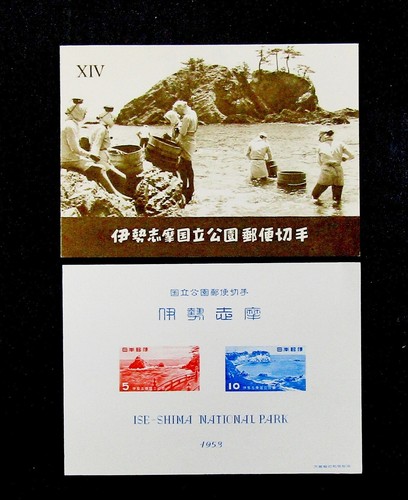 XIV
伊勢志摩国立公園郵便切手
国立公園郵便切手
伊勢志摩
日本郵便
5
日本郵便
10
ISE-SHIMA NATIONAL PARK
1953